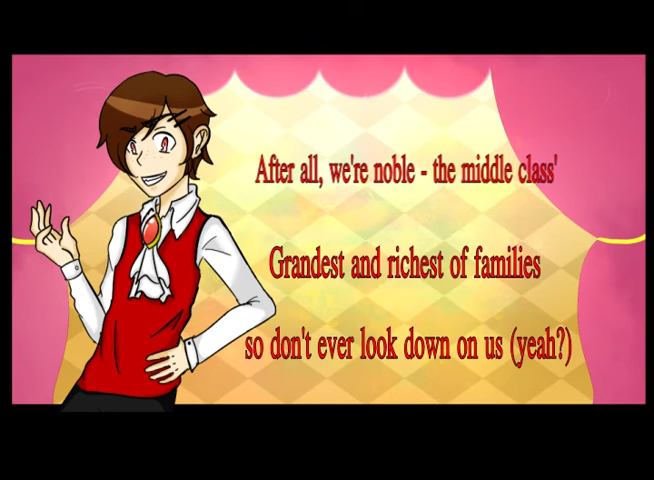 After all, we're noble - the middle class'
Grandest and richest of families
so don't ever look down on us (yeah?)